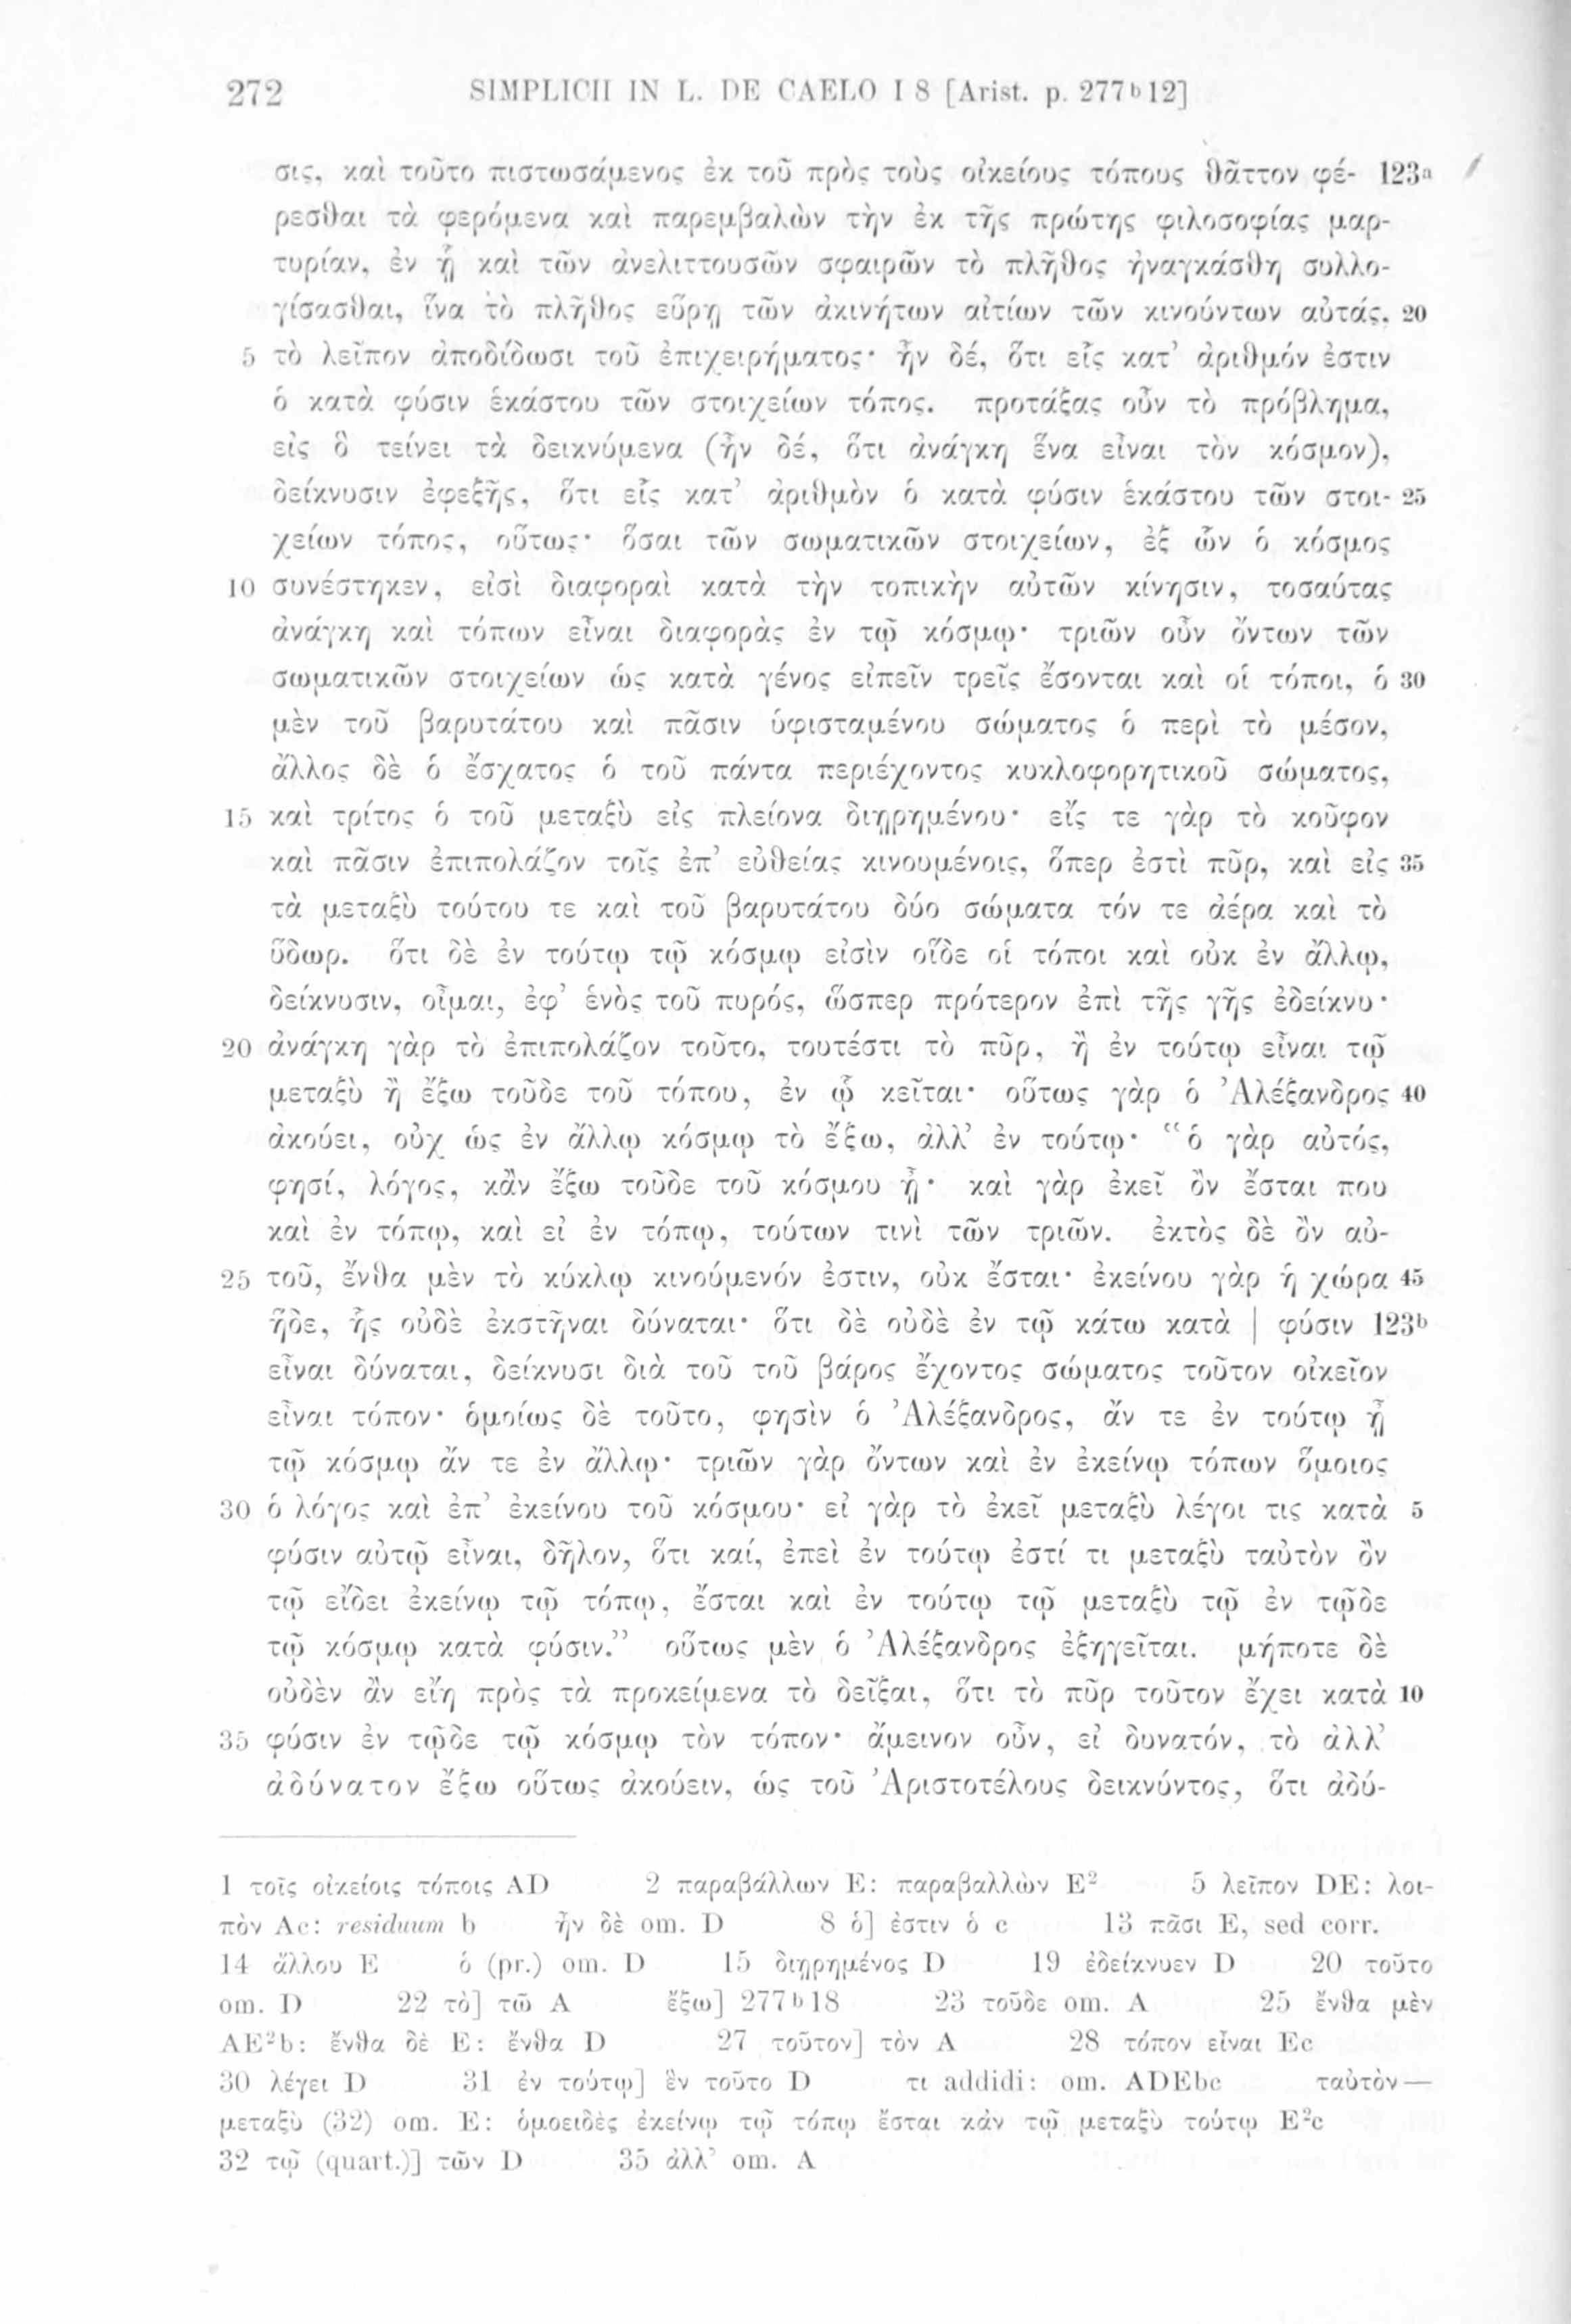 272 SIMPLICII IN L. DE CAELO I 8 [Arist. p. 277b12]
σις, καὶ τοῦτο πιστωσάμενος ἐκ τοῦ πρὸς τοὺς οἰκείους τόπους θᾶττον φέ- 123a
ρεσθαι τὰ φερόμενα καὶ παρεμβαλὼν τὴν ἐκ τῆς πρώτης φιλοσοφίας μαρ-
τυρίαν, ἐν ᾗ καὶ τῶν ἀνελιττουσῶν σφαιρῶν τὸ πλῆθος ἠναγκάσθη συλλο-
γίσασθαι, ἵνα τὸ πλῆθος εὕρῃ τῶν ἀκινήτων αἰτίων τῶν κινούντων αὐτάς, 20
5 τὸ λεῖπον ἀποδίδωσι τοῦ ἐπιχειρήματος· ἦν δέ, ὅτι εἷς κατ’ ἀριθμόν ἐστιν
ὁ κατὰ φύσιν ἑκάστου τῶν στοιχείων τόπος. προτάξας οὖν τὸ πρόβλημα,
εἰς ὃ τείνει τὰ δεικνύμενα (ἦν δέ, ὅτι ἀνάγκη ἕνα εἶναι τὸν κόσμον),
δείκνυσιν ἐφεξῆς, ὅτι εἷς κατ’ ἀριθμὸν ὁ κατὰ φύσιν ἑκάστου τῶν στοι- 25
χείων τόπος, οὕτως· ὅσαι τῶν σωματικῶν στοιχείων, ἐξ ὧν ὁ κόσμος
10 συνέστηκεν, εἰσὶ διαφοραὶ κατὰ τὴν τοπικὴν αὐτῶν κίνησιν, τοσαύτας
ἀνάγκη καὶ τόπων εἶναι διαφορὰς ἐν τῷ κόσμῳ· τριῶν οὖν ὄντων τῶν
σωματικῶν στοιχείων ὡς κατὰ γένος εἰπεῖν τρεῖς ἔσονται καὶ οἱ τόποι, ὁ 30
μὲν τοῦ βαρυτάτου καὶ πᾶσιν ὑφισταμένου σώματος ὁ περὶ τὸ μέσον,
ἄλλος δὲ ὁ ἔσχατος ὁ τοῦ πάντα περιέχοντος κυκλοφορητικοῦ σώματος,
15 καὶ τρίτος ὁ τοῦ μεταξὺ εἰς πλείονα διῃρημένου· εἴς τε γὰρ τὸ κοῦφον
καὶ πᾶσιν ἐπιπολάζον τοῖς ἐπ’ εὐθείας κινουμένοις, ὅπερ ἐστὶ πῦρ, καὶ εἰς 35
τὰ μεταξὺ τούτου τε καὶ τοῦ βαρυτάτου δύο σώματα τόν τε ἀέρα καὶ τὸ
ὕδωρ. ὅτι δὲ ἐν τούτῳ τῷ κόσμῳ εἰσὶν οἵδε οἱ τόποι καὶ οὐκ ἐν ἄλλῳ,
δείκνυσιν, οἶμαι, ἐφ’ ἑνὸς τοῦ πυρός, ὥσπερ πρότερον ἐπὶ τῆς γῆς ἐδείκνυ·
20 ἀνάγκη γὰρ τὸ ἐπιπολάζον τοῦτο, τουτέστι τὸ πῦρ, ἢ ἐν τούτῳ εἶναι τῷ
μεταξὺ ἢ ἔξω τοῦδε τοῦ τόπου, ἐν ᾧ κεῖται· οὕτως γὰρ ὁ Ἀλέξανδρος 40
ἀκούει, οὐχ ὡς ἐν ἄλλῳ κόσμῳ τὸ ἔξω, ἀλλ’ ἐν τούτῳ· “ὁ γὰρ αὐτός,
φησί, λόγος, κἂν ἔξω τοῦδε τοῦ κόσμου ᾖ· καὶ γὰρ ἐκεῖ ὂν ἔσται που
καὶ ἐν τόπῳ, καὶ εἰ ἐν τόπῳ, τούτων τινὶ τῶν τριῶν. ἐκτὸς δὲ ὂν αὐ-
25 τοῦ, ἔνθα μὲν τὸ κύκλῳ κινούμενόν ἐστιν, οὐκ ἔσται· ἐκείνου γὰρ ἡ χώρα 45
ἥδε, ἧς οὐδὲ ἐκστῆναι δύναται· ὅτι δὲ οὐδὲ ἐν τῷ κάτω κατὰ | φύσιν 123b
εἶναι δύναται, δείκνυσι διὰ τοῦ τοῦ βάρος ἔχοντος σώματος τοῦτον οἰκεῖον
εἶναι τόπον· ὁμοίως δὲ τοῦτο, φησὶν ὁ Ἀλέξανδρος, ἄν τε ἐν τούτῳ ᾖ
τῷ κόσμῳ ἄν τε ἐν ἄλλῳ· τριῶν γὰρ ὄντων καὶ ἐν ἐκείνῳ τόπων ὅμοιος
30 ὁ λόγος καὶ ἐπ’ ἐκείνου τοῦ κόσμου· εἰ γὰρ τὸ ἐκεῖ μεταξὺ λέγοι τις κατὰ 5
φύσιν αὐτῷ εἶναι, δῆλον, ὅτι καί, ἐπεὶ ἐν τούτῳ ἐστί τι μεταξὺ ταὐτὸν ὂν
τῷ εἴδει ἐκείνῳ τῷ τόπῳ, ἔσται καὶ ἐν τούτῳ τῷ μεταξὺ τῷ ἐν τῷδε
τῷ κόσμῳ κατὰ φύσιν.” οὕτως μὲν ὁ Ἀλέξανδρος ἐξηγεῖται. μήποτε δὲ
οὐδὲν ἂν εἴη πρὸς τὰ προκείμενα τὸ δεῖξαι, ὅτι τὸ πῦρ τοῦτον ἔχει κατὰ 10
35 φύσιν ἐν τῷδε τῷ κόσμῳ τὸν τόπον· ἄμεινον οὖν, εἰ δυνατόν, τὸ ἀλλ’
ἀδύνατον ἔξω οὕτως ἀκούειν, ὡς τοῦ Ἀριστοτέλους δεικνύντος, ὅτι ἀδύ-
1 τοῖς οἰκείοις τόποις AD 2 παραβάλλων E: παραβαλλὼν E² 5 λεῖπον DE: λοι-
πὸν Ac: residuum b ἦν δὲ om. D 8 ὁ] ἐστιν ὁ c 13 πᾶσι E, sed corr.
14 ἄλλου E ὁ (pr.) om. D 15 διῃρημένος D 19 ἐδείκνυεν D 20 τοῦτο
om. D 22 τὸ] τῶ A ἔξω] 277b18 23 τοῦδε om. A 25 ἔνθα μὲν
AE²b: ἔνθα δὲ E: ἔνθα D 27 τοῦτον] τὸν A 28 τόπον εἶναι Ec
30 λέγει D 31 ἐν τούτῳ] ἓν τοῦτο D τι addidi: om. ADEbc ταὐτὸν—
μεταξὺ (32) om. E: ὁμοειδὲς ἐκείνῳ τῷ τόπῳ ἔσται κἀν τῷ μεταξὺ τούτῳ E²c
32 τῷ (quart.)] τῶν D 35 ἀλλ’ om. A